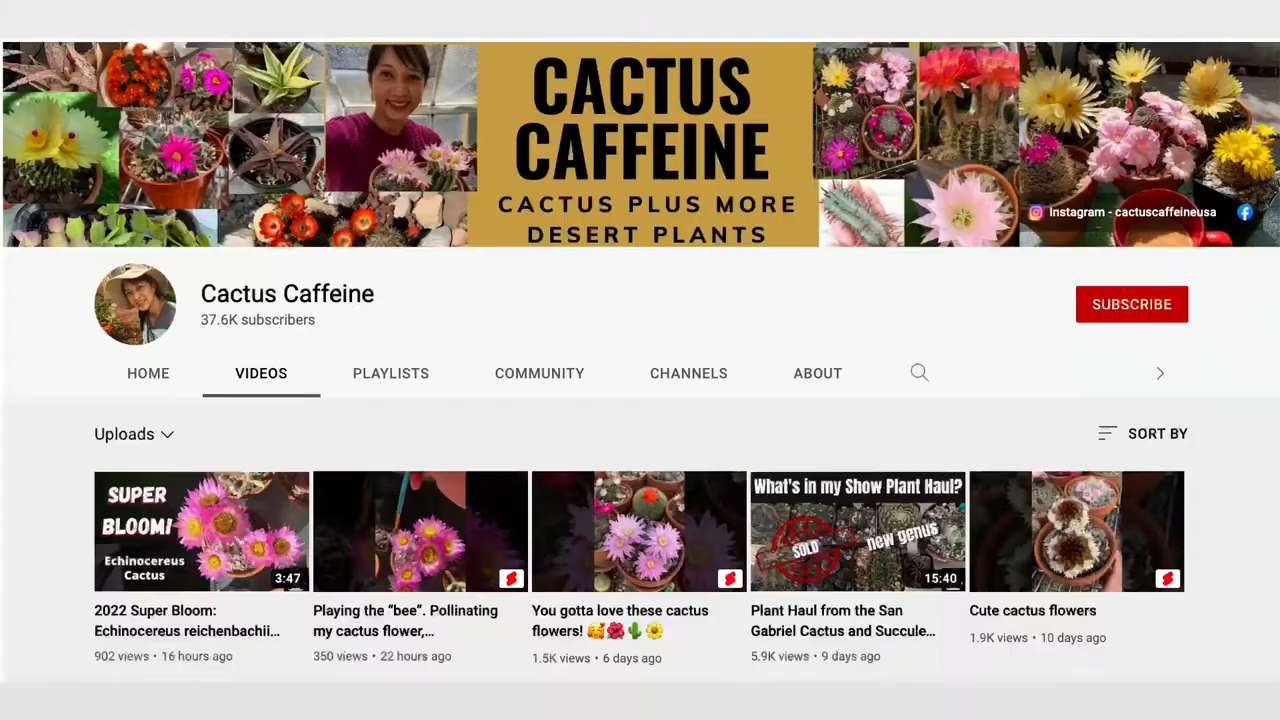 CACTUS
CAFFEINE
CACTUS PLUS MORE
DESERT PLANTS
Instagram - cactuscaffeineusa
Cactus Caffeine
37.6K subscribers
SUBSCRIBE
HOME VIDEOS PLAYLISTS COMMUNITY CHANNELS ABOUT
Uploads
SORT BY
SUPER
BLOOM!
Echinocereus
Cactus
3:47
What's in my Show Plant Haul?
SOLD
new genus
15:40
2022 Super Bloom:
Echinocereus reichenbachii...
902 views • 16 hours ago
Playing the “bee”. Pollinating
my cactus flower,...
350 views • 22 hours ago
You gotta love these cactus
flowers! 🥰🌺🌵🌼
1.5K views • 6 days ago
Plant Haul from the San
Gabriel Cactus and Succule...
5.9K views • 9 days ago
Cute cactus flowers
1.9K views • 10 days ago